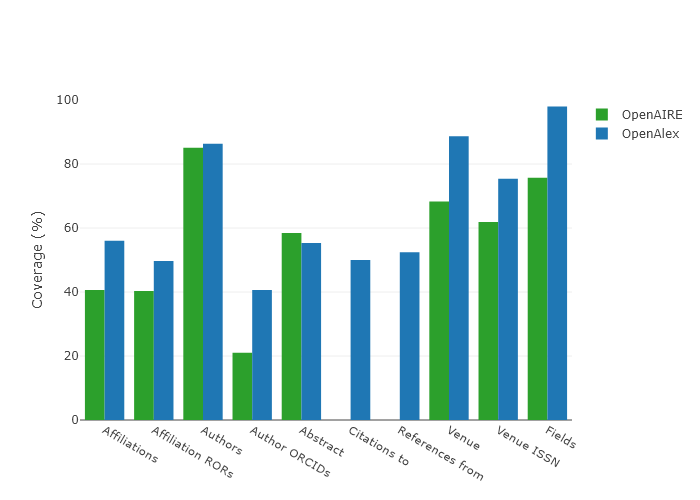 100
80
60
40
20
0
Coverage (%)
Affiliations
Affiliation RORs
Authors
Author ORCIDs
Abstract
Citations to
References from
Venue
Venue ISSN
Fields
OpenAIRE
OpenAlex